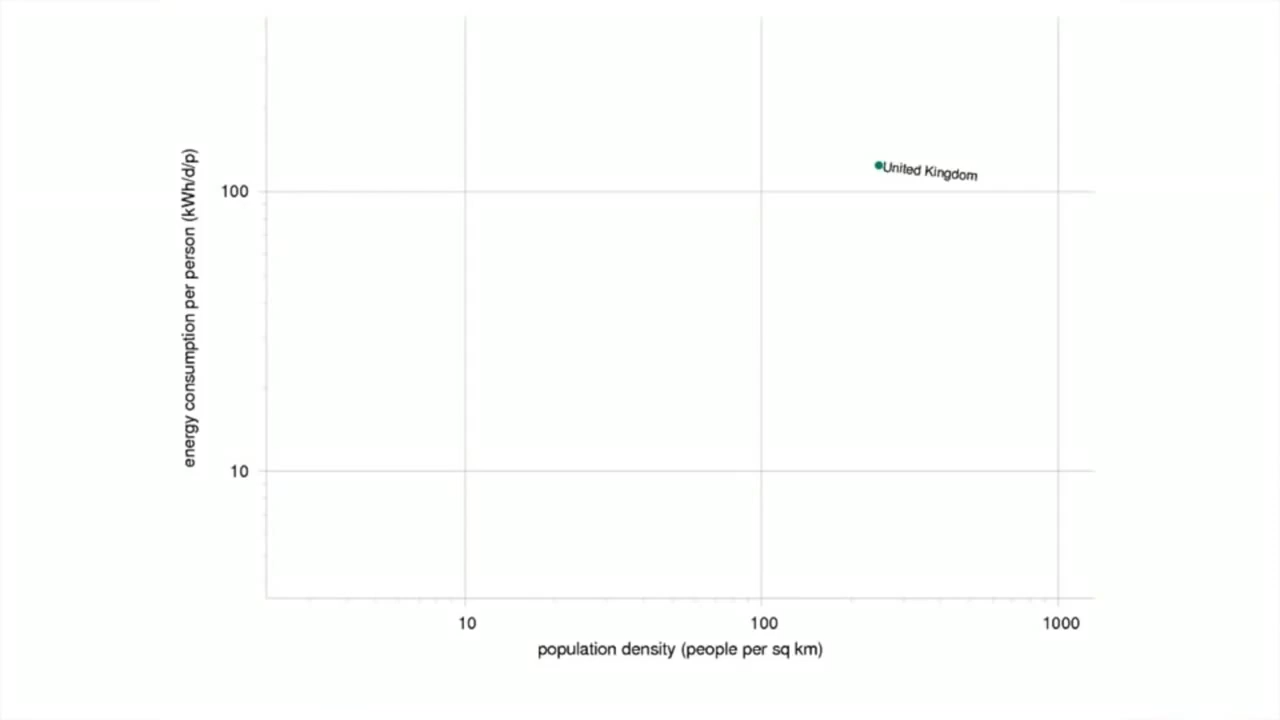 energy consumption per person (kWh/d/p)
100
10
United Kingdom
10
100
1000
population density (people per sq km)